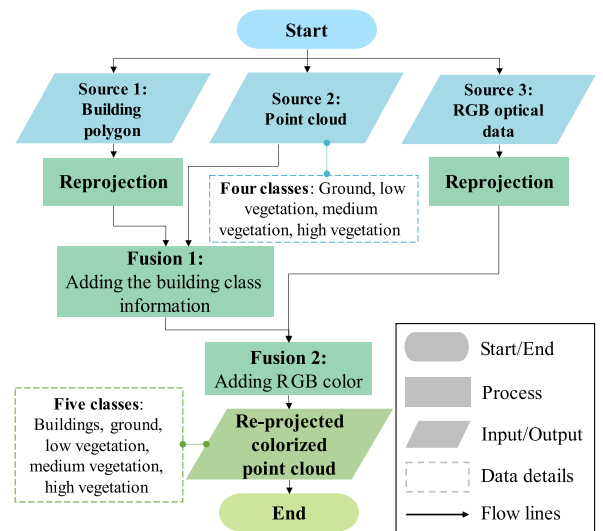 Start
Source 1:
Building
polygon
Source 2:
Point cloud
Source 3:
RGB optical
data
Reprojection
Four classes: Ground, low
vegetation, medium
vegetation, high vegetation
Reprojection
Fusion 1:
Adding the building class
information
Fusion 2:
Adding RGB color
Five classes:
Buildings, ground,
low vegetation,
medium vegetation,
high vegetation
Re-projected
colorized
point cloud
End
Start/End
Process
Input/Output
Data details
Flow lines